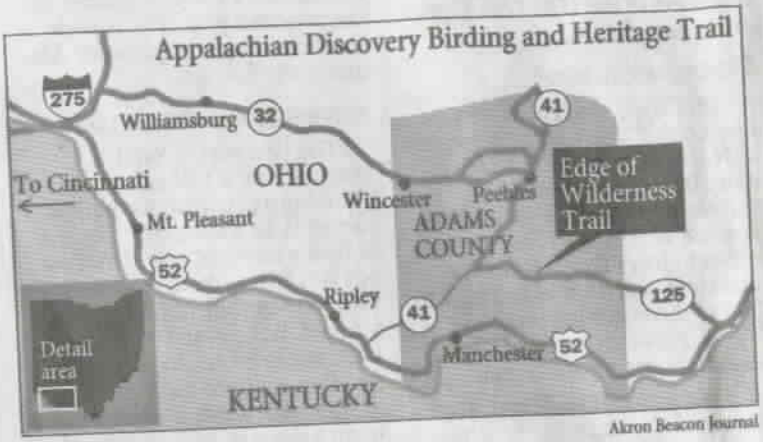 Appalachian Discovery Birding and Heritage Trail
275
Williamsburg
32
41
To Cincinnati
OHIO
Wincester
Peebles
Edge of
Wilderness
Trail
Mt. Pleasant
ADAMS
COUNTY
52
Ripley
41
125
Detail
area
Manchester
52
KENTUCKY
Akron Beacon Journal